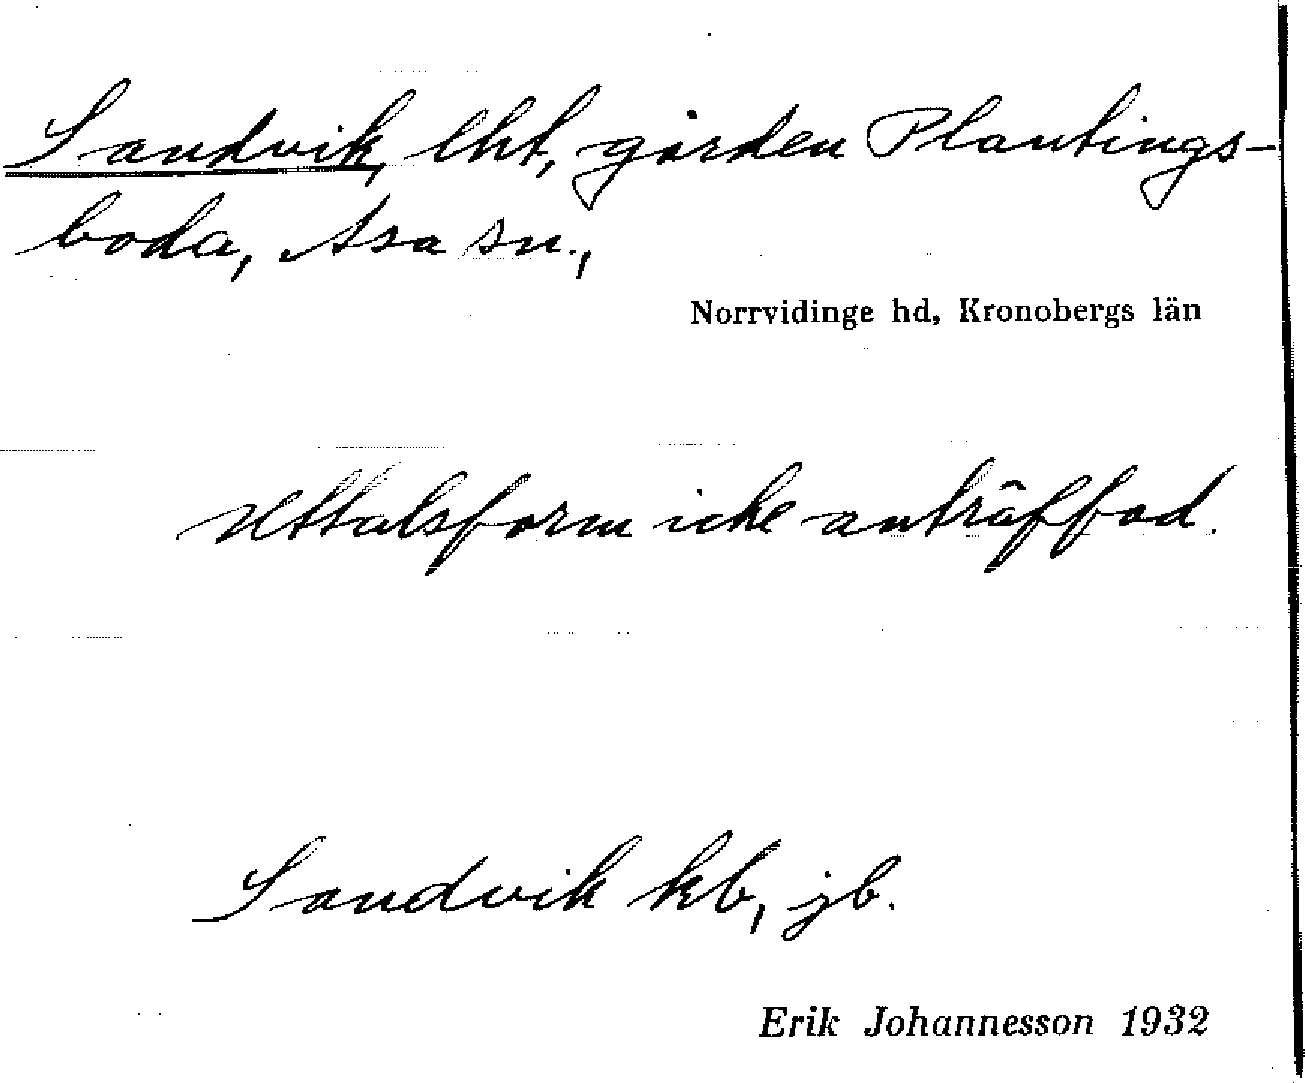 Sandvik, lht, gården Plantings-
boda, Asa sn.,
Norrvidinge hd, Kronobergs län
Uttalsform icke anträffad.
Sandvik kb, jb.
Erik Johannesson 1932